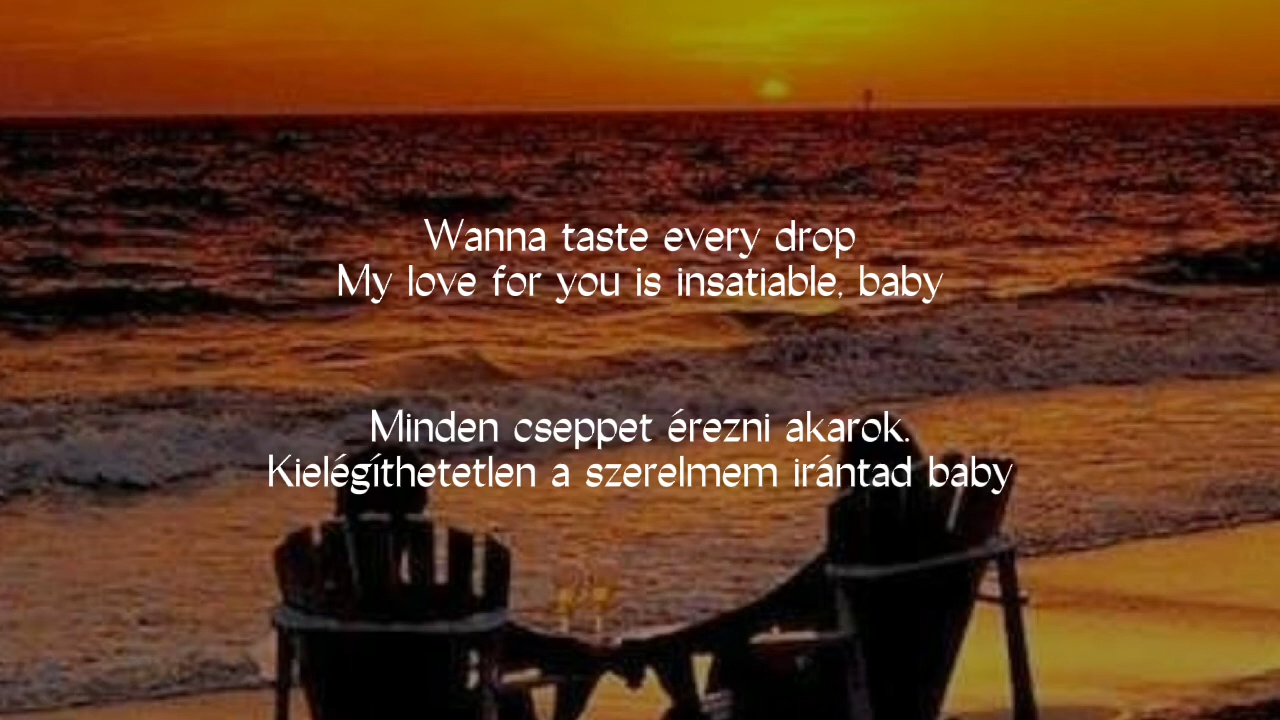 Wanna taste every drop
My love for you is insatiable, baby
Minden cseppet érezni akarok.
Kielégíthetetlen a szerelmem irántad baby